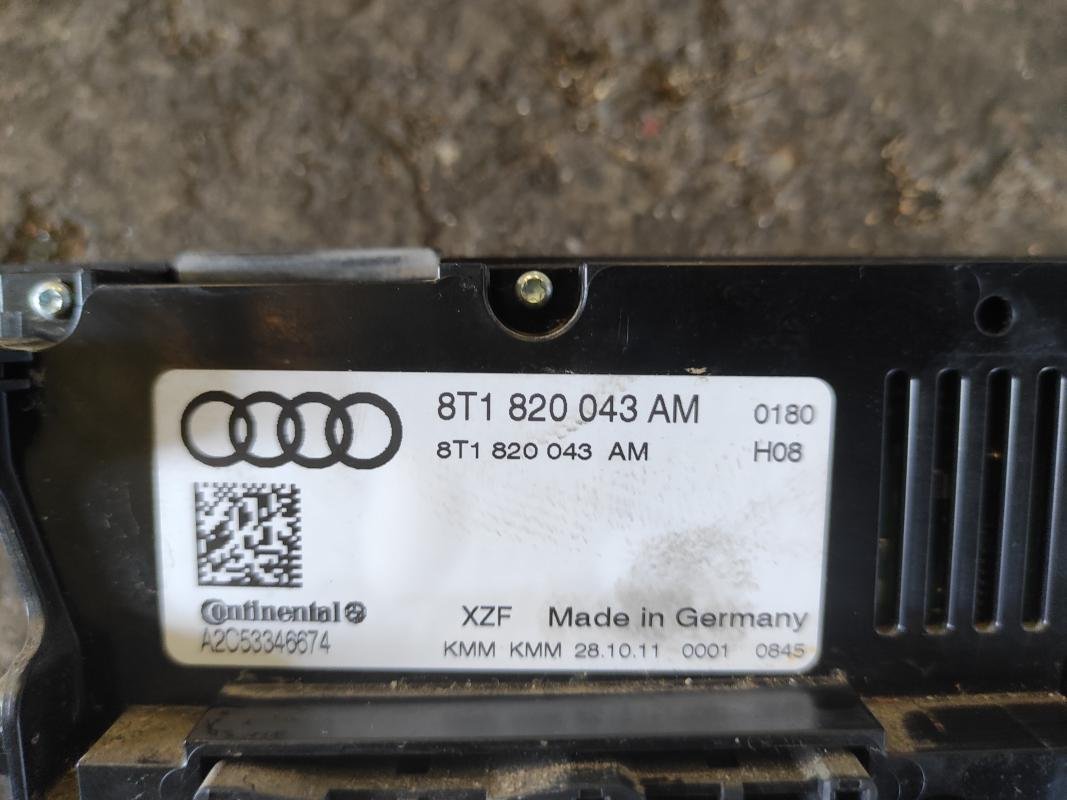 8T1 820 043 AM 0180
8T1 820 043 AM H08
Continental
A2C53346674
XZF Made in Germany
KMM KMM 28.10.11 0001 0845